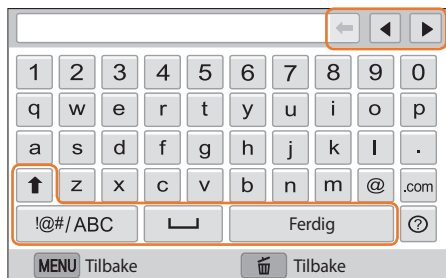 1 2 3 4 5 6 7 8 9 0
q w e r t y u i o p
a s d f g h j k l .
z x c v b n m @ .com
!@#/ABC Ferdig ?
MENU Tilbake Tilbake